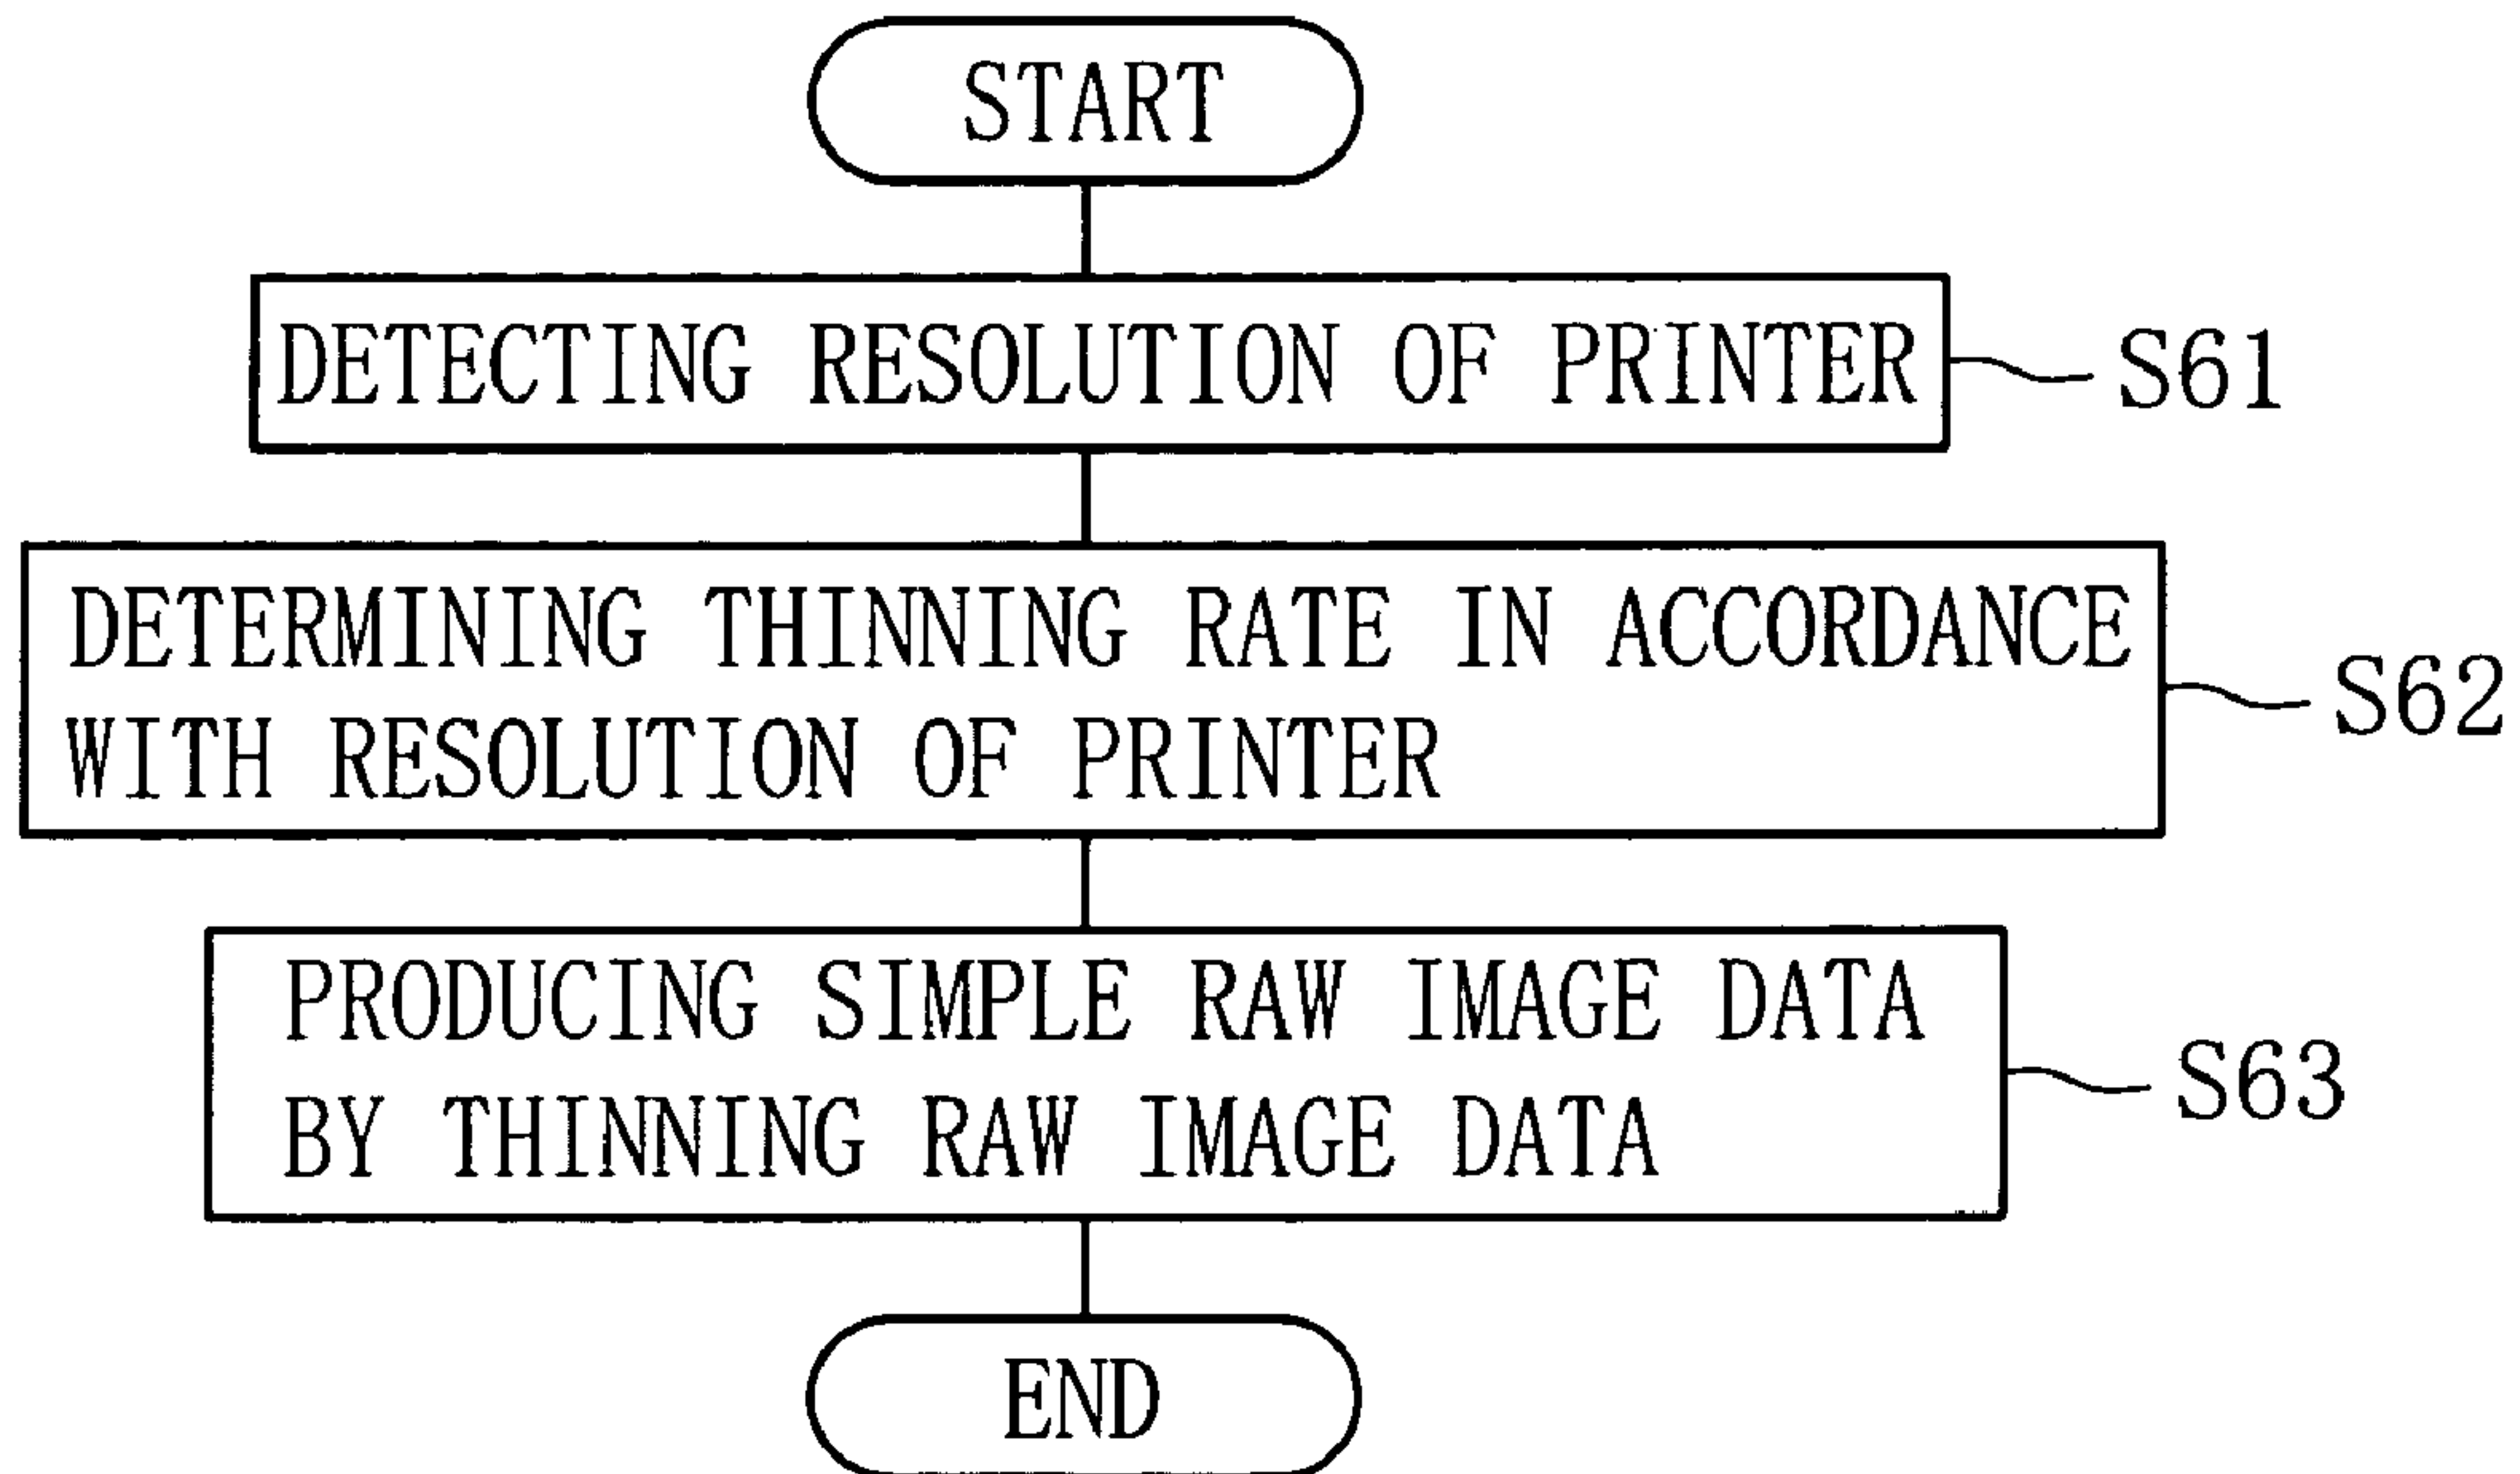 START
DETECTING RESOLUTION OF PRINTER
S61
DETERMINING THINNING RATE IN ACCORDANCE
WITH RESOLUTION OF PRINTER
S62
PRODUCING SIMPLE RAW IMAGE DATA
BY THINNING RAW IMAGE DATA
S63
END